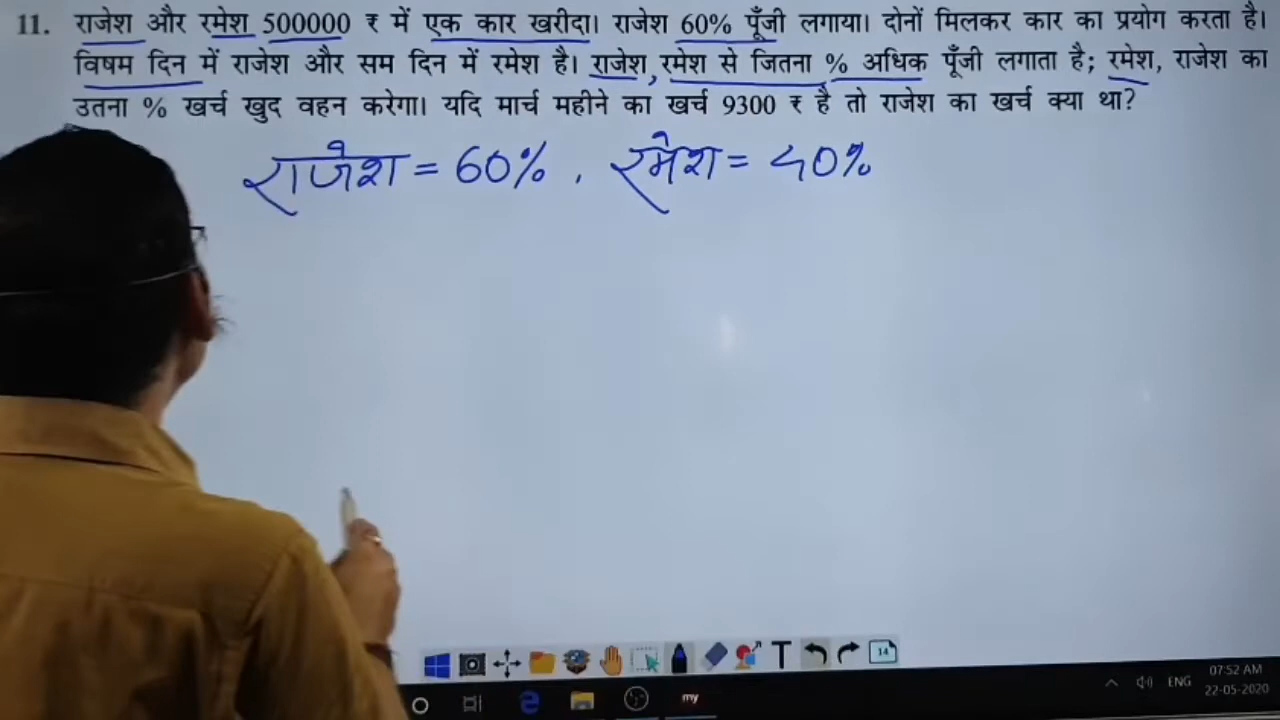 11. राजेश और रमेश 500000 ₹ में एक कार खरीदा। राजेश 60% पूँजी लगाया। दोनों मिलकर कार का प्रयोग करता है।
विषम दिन में राजेश और सम दिन में रमेश है। राजेश, रमेश से जितना % अधिक पूँजी लगाता है; रमेश, राजेश का
उतना % खर्च खुद वहन करेगा। यदि मार्च महीने का खर्च 9300 ₹ है तो राजेश का खर्च क्या था?
राजेश = 60% , रमेश = 40%
T 14
my
ENG
07:52 AM
22-05-2020